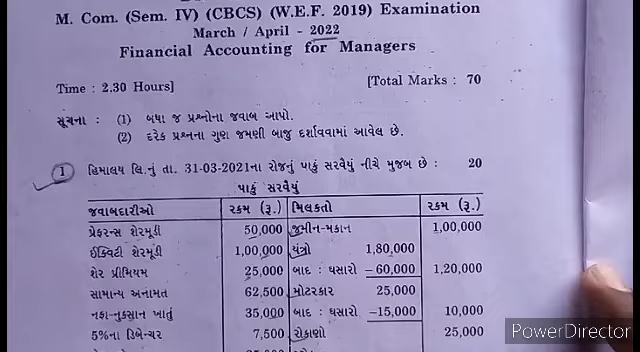 M. Com. (Sem. IV) (CBCS) (W.E.F. 2019) Examination
March / April - 2022
Financial Accounting for Managers
Time : 2.30 Hours] [Total Marks : 70
સૂચના : (1) બધા જ પ્રશ્નોના જવાબ આપો.
(2) દરેક પ્રશ્નના ગુણ જમણી બાજુ દર્શાવવામાં આવેલ છે.
1 હિમાલય લિ.નું તા. 31-03-2021ના રોજનું પાકું સરવૈયું નીચે મુજબ છે : 20
પાકું સરવૈયું
જવાબદારીઓ રકમ (રૂ.) મિલકતો રકમ (રૂ.)
પ્રેફરન્સ શેરમૂડી 50,000 જમીન-મકાન 1,00,000
ઈક્વિટી શેરમૂડી 1,00,000 યંત્રો 1,80,000
શેર પ્રીમિયમ 25,000 બાદ : ઘસારો -60,000 1,20,000
સામાન્ય અનામત 62,500 મોટરકાર 25,000
નફા-નુકસાન ખાતું 35,000 બાદ : ઘસારો -15,000 10,000
5%ના ડિબેન્ચર 7,500 રોકાણો 25,000
PowerDirector